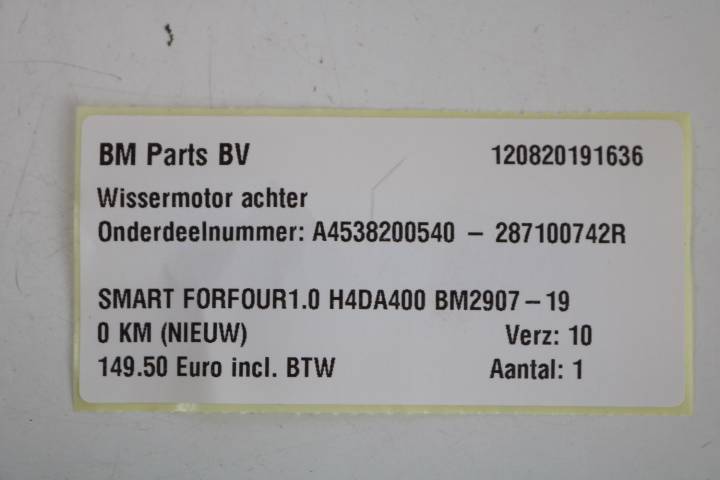 BM Parts BV 120820191636
Wissermotor achter
Onderdeelnummer: A4538200540 – 287100742R
SMART FORFOUR1.0 H4DA400 BM2907–19
0 KM (NIEUW) Verz: 10
149.50 Euro incl. BTW Aantal: 1